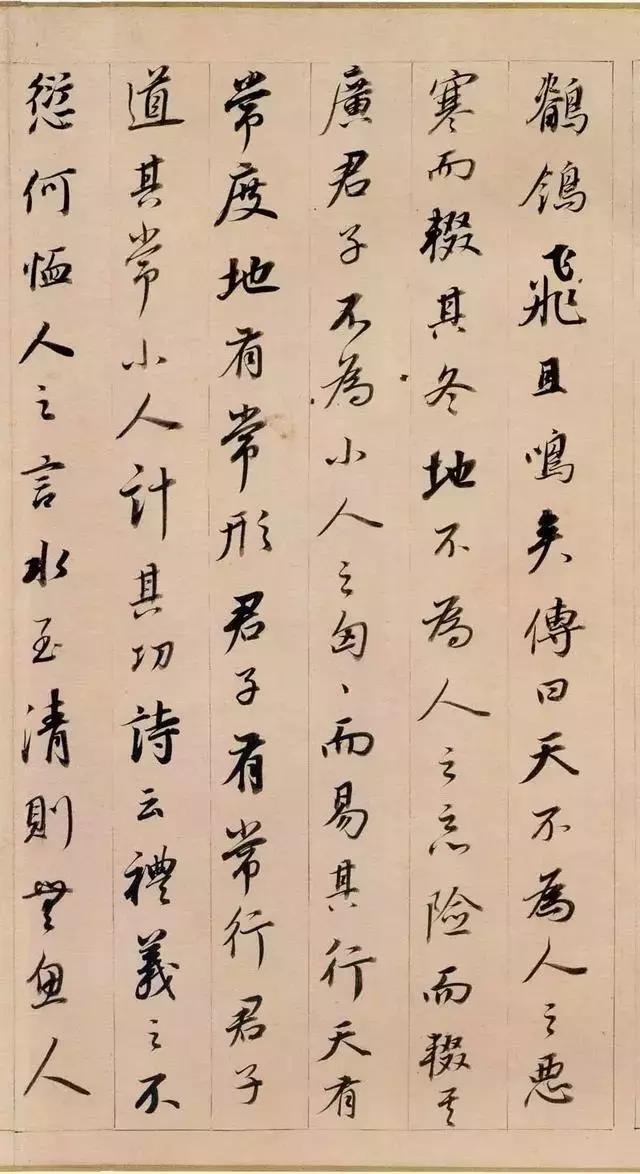 鶺鴒飛且鳴矣傳曰天不為人之惡
寒而輟其冬地不為人之惡險而輟其
廣君子不為小人之匈匈而易其行天有
常度地有常形君子有常行君子
道其常小人計其功詩云禮義之不
愆何恤人之言水至清則無魚人